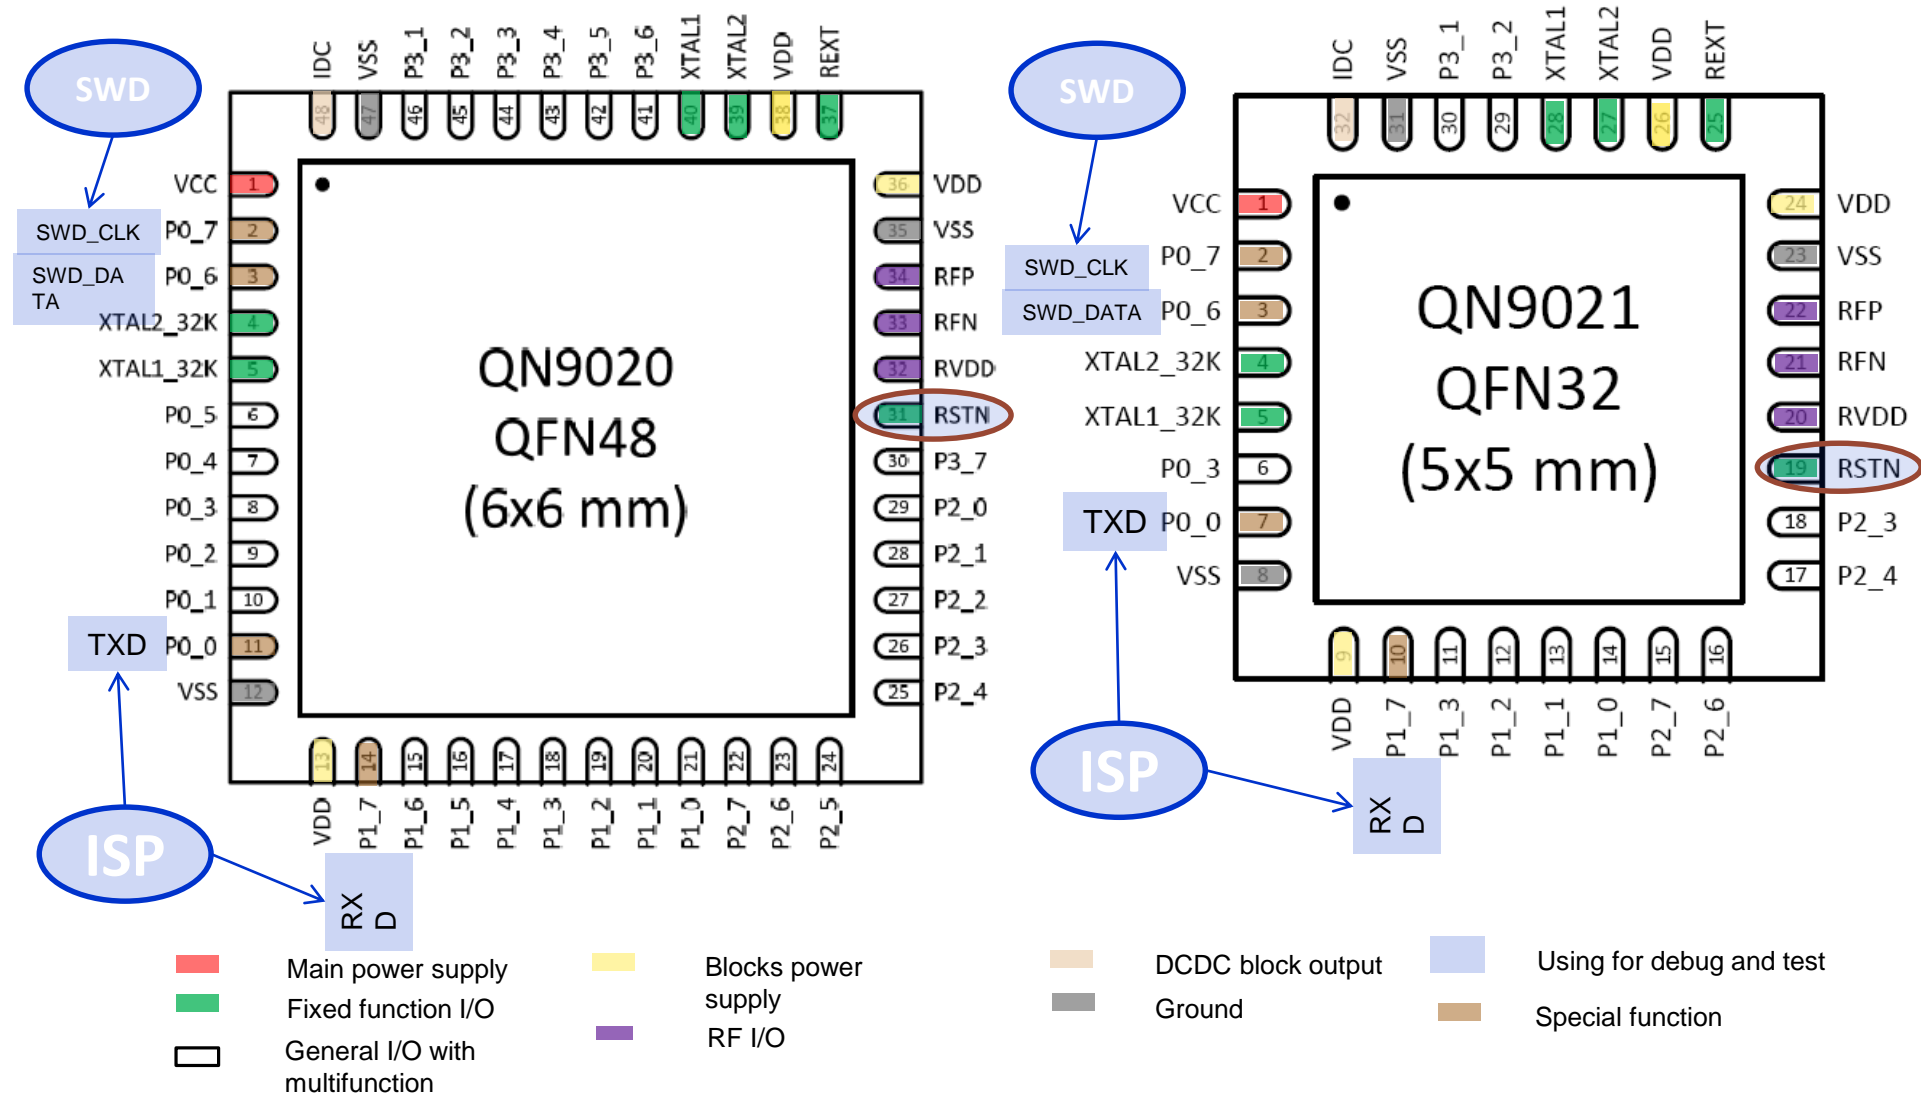 SWD
IDC
VSS
P3_1
P3_2
P3_3
P3_4
P3_5
P3_6
XTAL1
XTAL2
VDD
REXT
48
47
46
45
44
43
42
41
40
39
38
37
VCC 1
SWD_CLK P0_7 2
SWD_DA
TA
P0_6 3
XTAL2_32K 4
XTAL1_32K 5
P0_5 6
P0_4 7
P0_3 8
P0_2 9
P0_1 10
TXD P0_0 11
VSS 12
QN9020
QFN48
(6x6 mm)
36 VDD
35 VSS
34 RFP
33 RFN
32 RVDD
31 RSTN
30 P3_7
29 P2_0
28 P2_1
27 P2_2
26 P2_3
25 P2_4
13
14
15
16
17
18
19
20
21
22
23
24
VDD
P1_7
P1_6
P1_5
P1_4
P1_3
P1_2
P1_1
P1_0
P2_7
P2_6
P2_5
ISP
RX
D
SWD
IDC
VSS
P3_1
P3_2
XTAL1
XTAL2
VDD
REXT
32
31
30
29
28
27
26
25
VCC 1
SWD_CLK P0_7 2
SWD_DATA P0_6 3
XTAL2_32K 4
XTAL1_32K 5
P0_3 6
TXD P0_0 7
VSS 8
QN9021
QFN32
(5x5 mm)
24 VDD
23 VSS
22 RFP
21 RFN
20 RVDD
19 RSTN
18 P2_3
17 P2_4
9
10
11
12
13
14
15
16
VDD
P1_7
P1_3
P1_2
P1_1
P1_0
P2_7
P2_6
ISP
RX
D
Main power supply
Fixed function I/O
General I/O with
multifunction
Blocks power
supply
RF I/O
DCDC block output
Ground
Using for debug and test
Special function